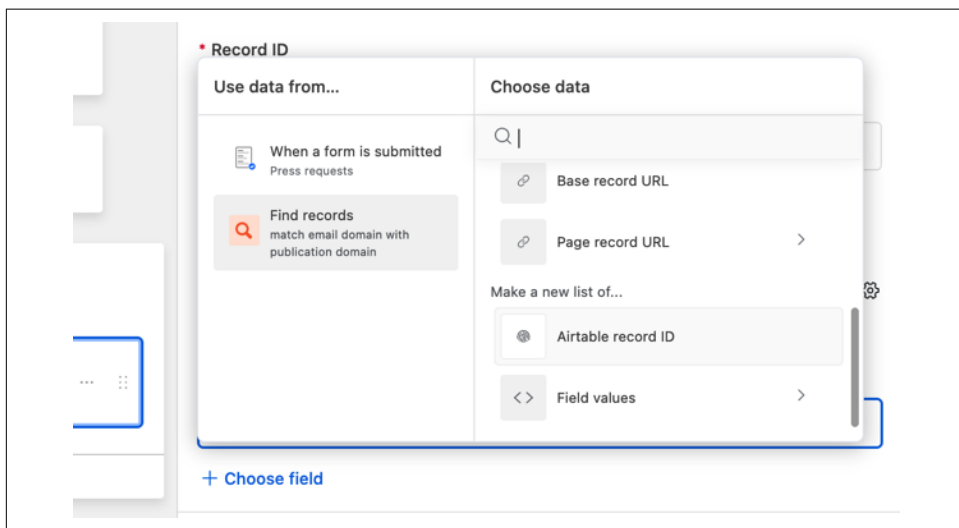 * Record ID
Use data from...
Choose data
When a form is submitted
Press requests
Find records
match email domain with
publication domain
Base record URL
Page record URL
Make a new list of...
Airtable record ID
Field values
+ Choose field